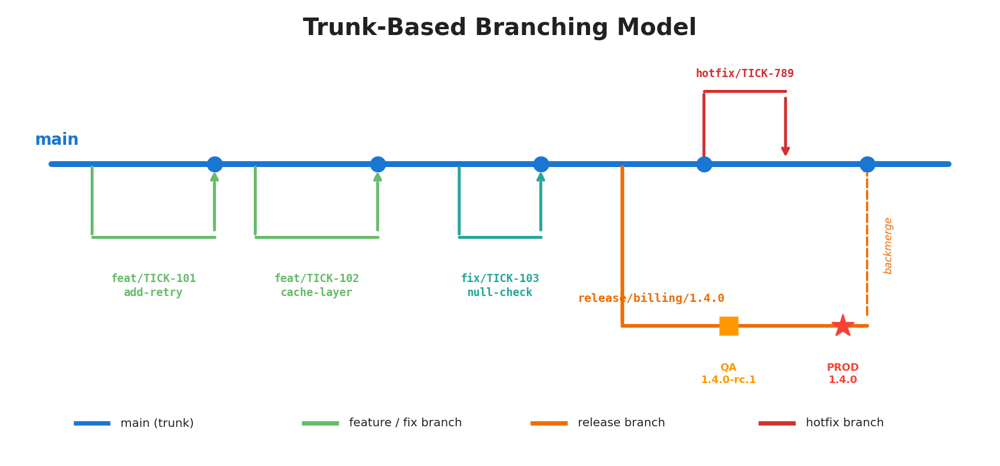 Trunk-Based Branching Model
hotfix/TICK-789
main
backmerge
feat/TICK-101
add-retry
feat/TICK-102
cache-layer
fix/TICK-103
null-check
release/billing/1.4.0
QA
1.4.0-rc.1
PROD
1.4.0
main (trunk)
feature / fix branch
release branch
hotfix branch